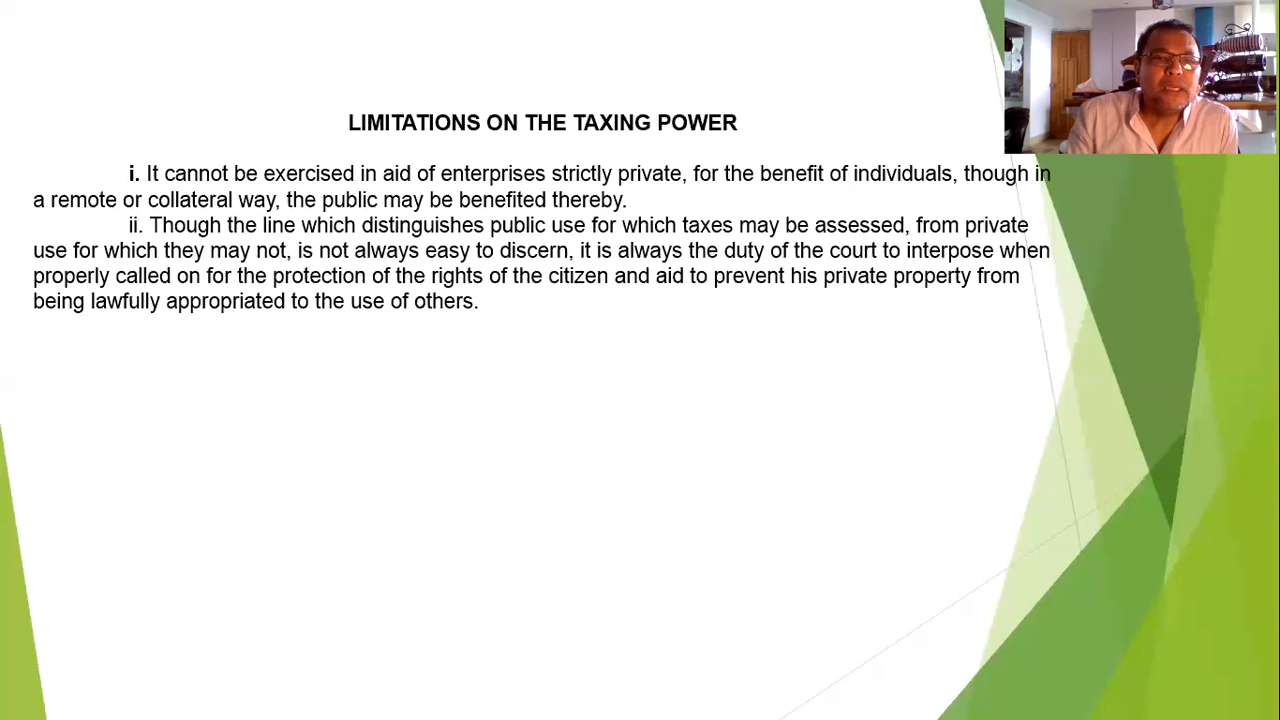 LIMITATIONS ON THE TAXING POWER
i. It cannot be exercised in aid of enterprises strictly private, for the benefit of individuals, though in
a remote or collateral way, the public may be benefited thereby.
ii. Though the line which distinguishes public use for which taxes may be assessed, from private
use for which they may not, is not always easy to discern, it is always the duty of the court to interpose when
properly called on for the protection of the rights of the citizen and aid to prevent his private property from
being lawfully appropriated to the use of others.